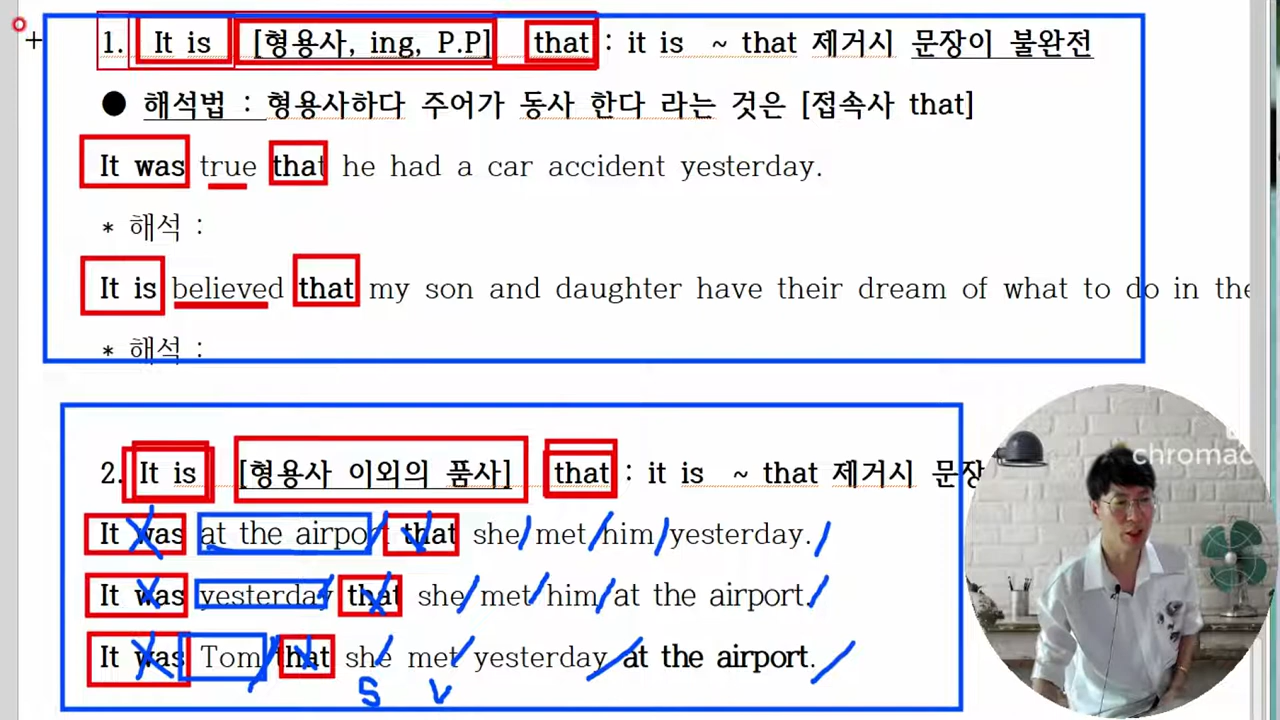 1. It is [형용사, ing, P.P] that : it is ~ that 제거시 문장이 불완전
● 해석법 : 형용사하다 주어가 동사 한다 라는 것은 [접속사 that]
It was true that he had a car accident yesterday.
* 해석 :
It is believed that my son and daughter have their dream of what to do in the
* 해석 :
2. It is [형용사 이외의 품사] that : it is ~ that 제거시 문장
It was at the airport that she met him yesterday.
It was yesterday that she met him at the airport.
It was Tom that she met yesterday at the airport.
S V
chromac